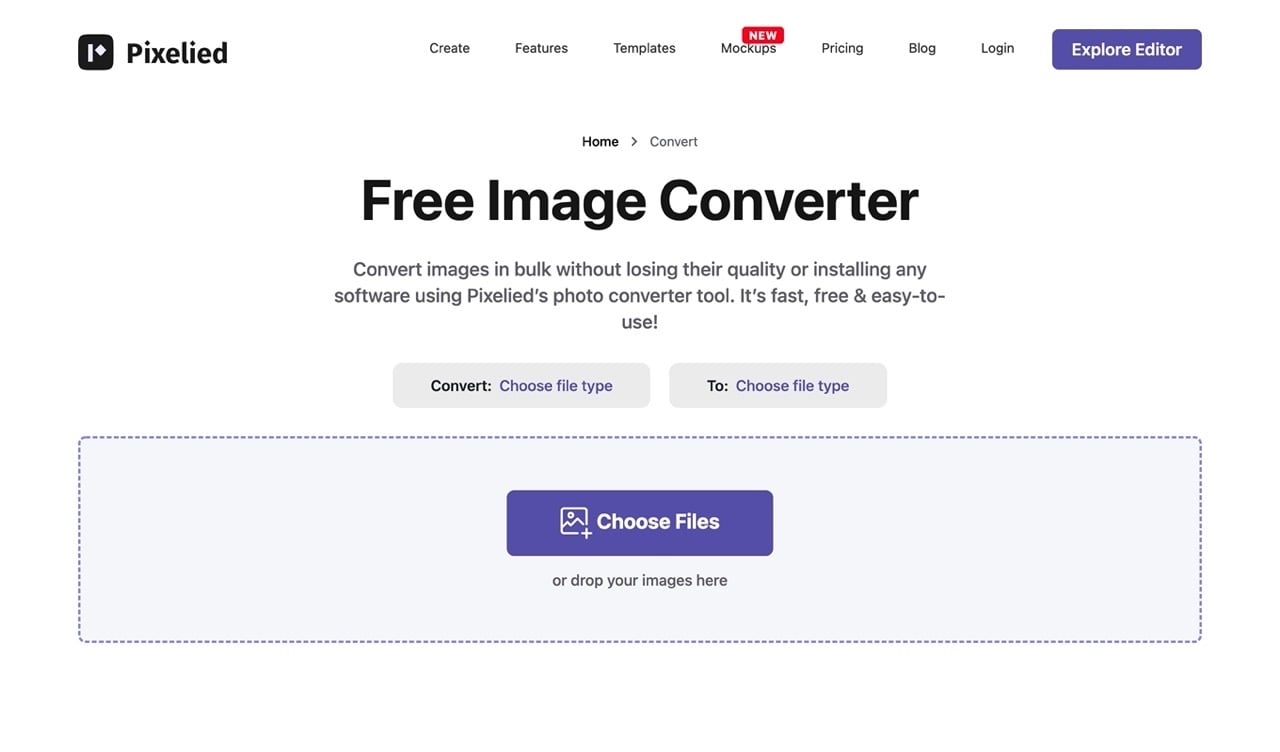 Pixelied
Create Features Templates Mockups NEW Pricing Blog Login Explore Editor
Home > Convert
Free Image Converter
Convert images in bulk without losing their quality or installing any
software using Pixelied’s photo converter tool. It’s fast, free & easy-to-
use!
Convert: Choose file type To: Choose file type
Choose Files
or drop your images here